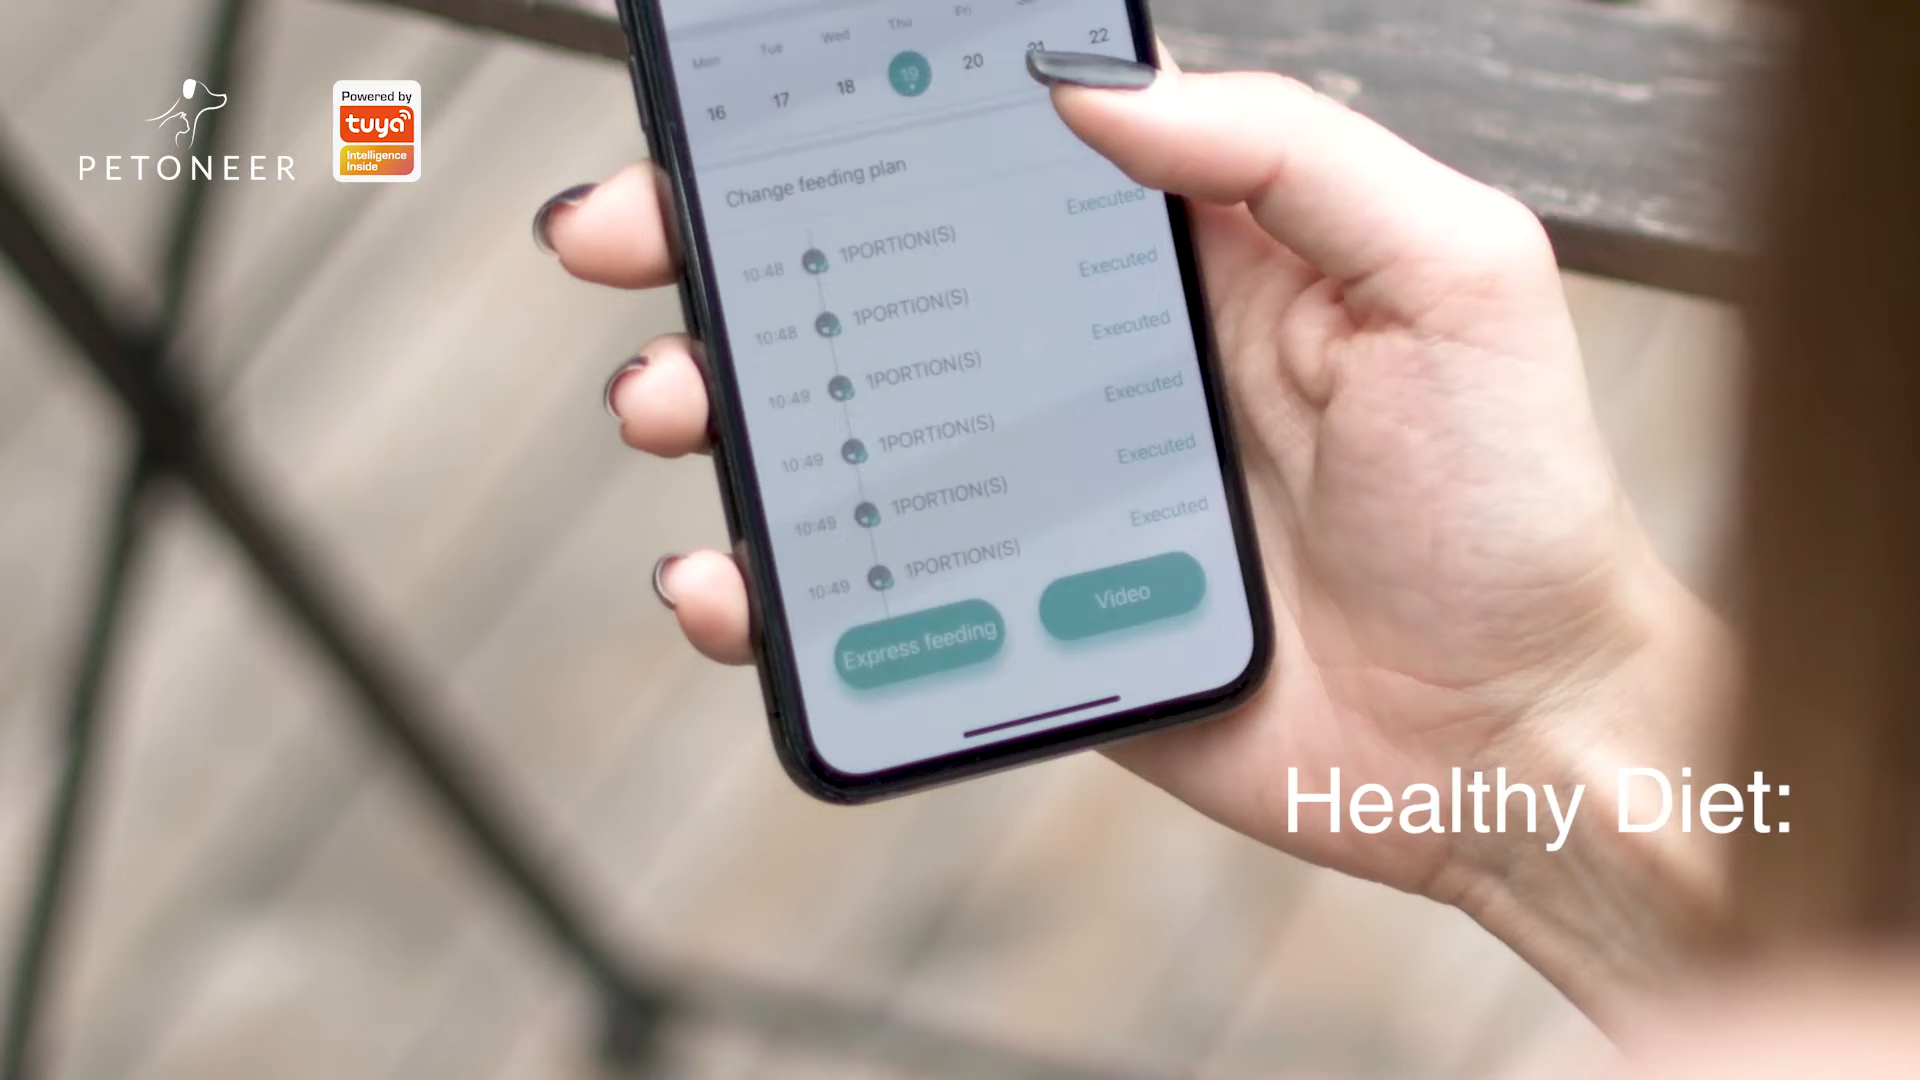 PETONEER
Powered by
tuya
Intelligence
Inside
Mon Tue Wed Thu Fri
16 17 18 19 20 21 22
Change feeding plan
10:48 1PORTION(S) Executed
10:48 1PORTION(S) Executed
10:49 1PORTION(S) Executed
10:49 1PORTION(S) Executed
10:49 1PORTION(S) Executed
10:49 1PORTION(S) Executed
Express feeding Video
Healthy Diet: